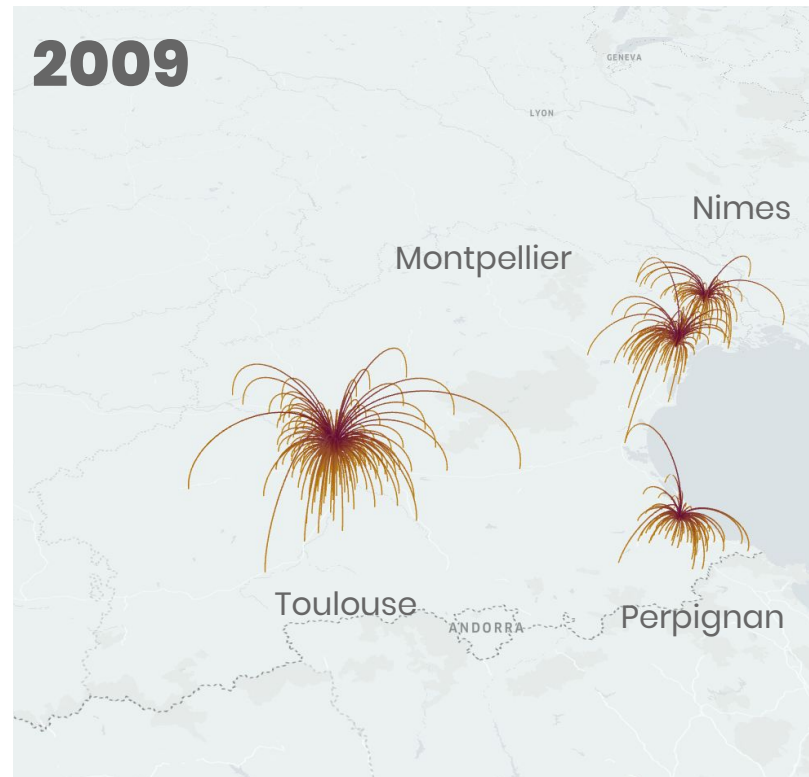 2009
GENEVA
LYON
Nimes
Montpellier
Toulouse
Perpignan
ANDORRA